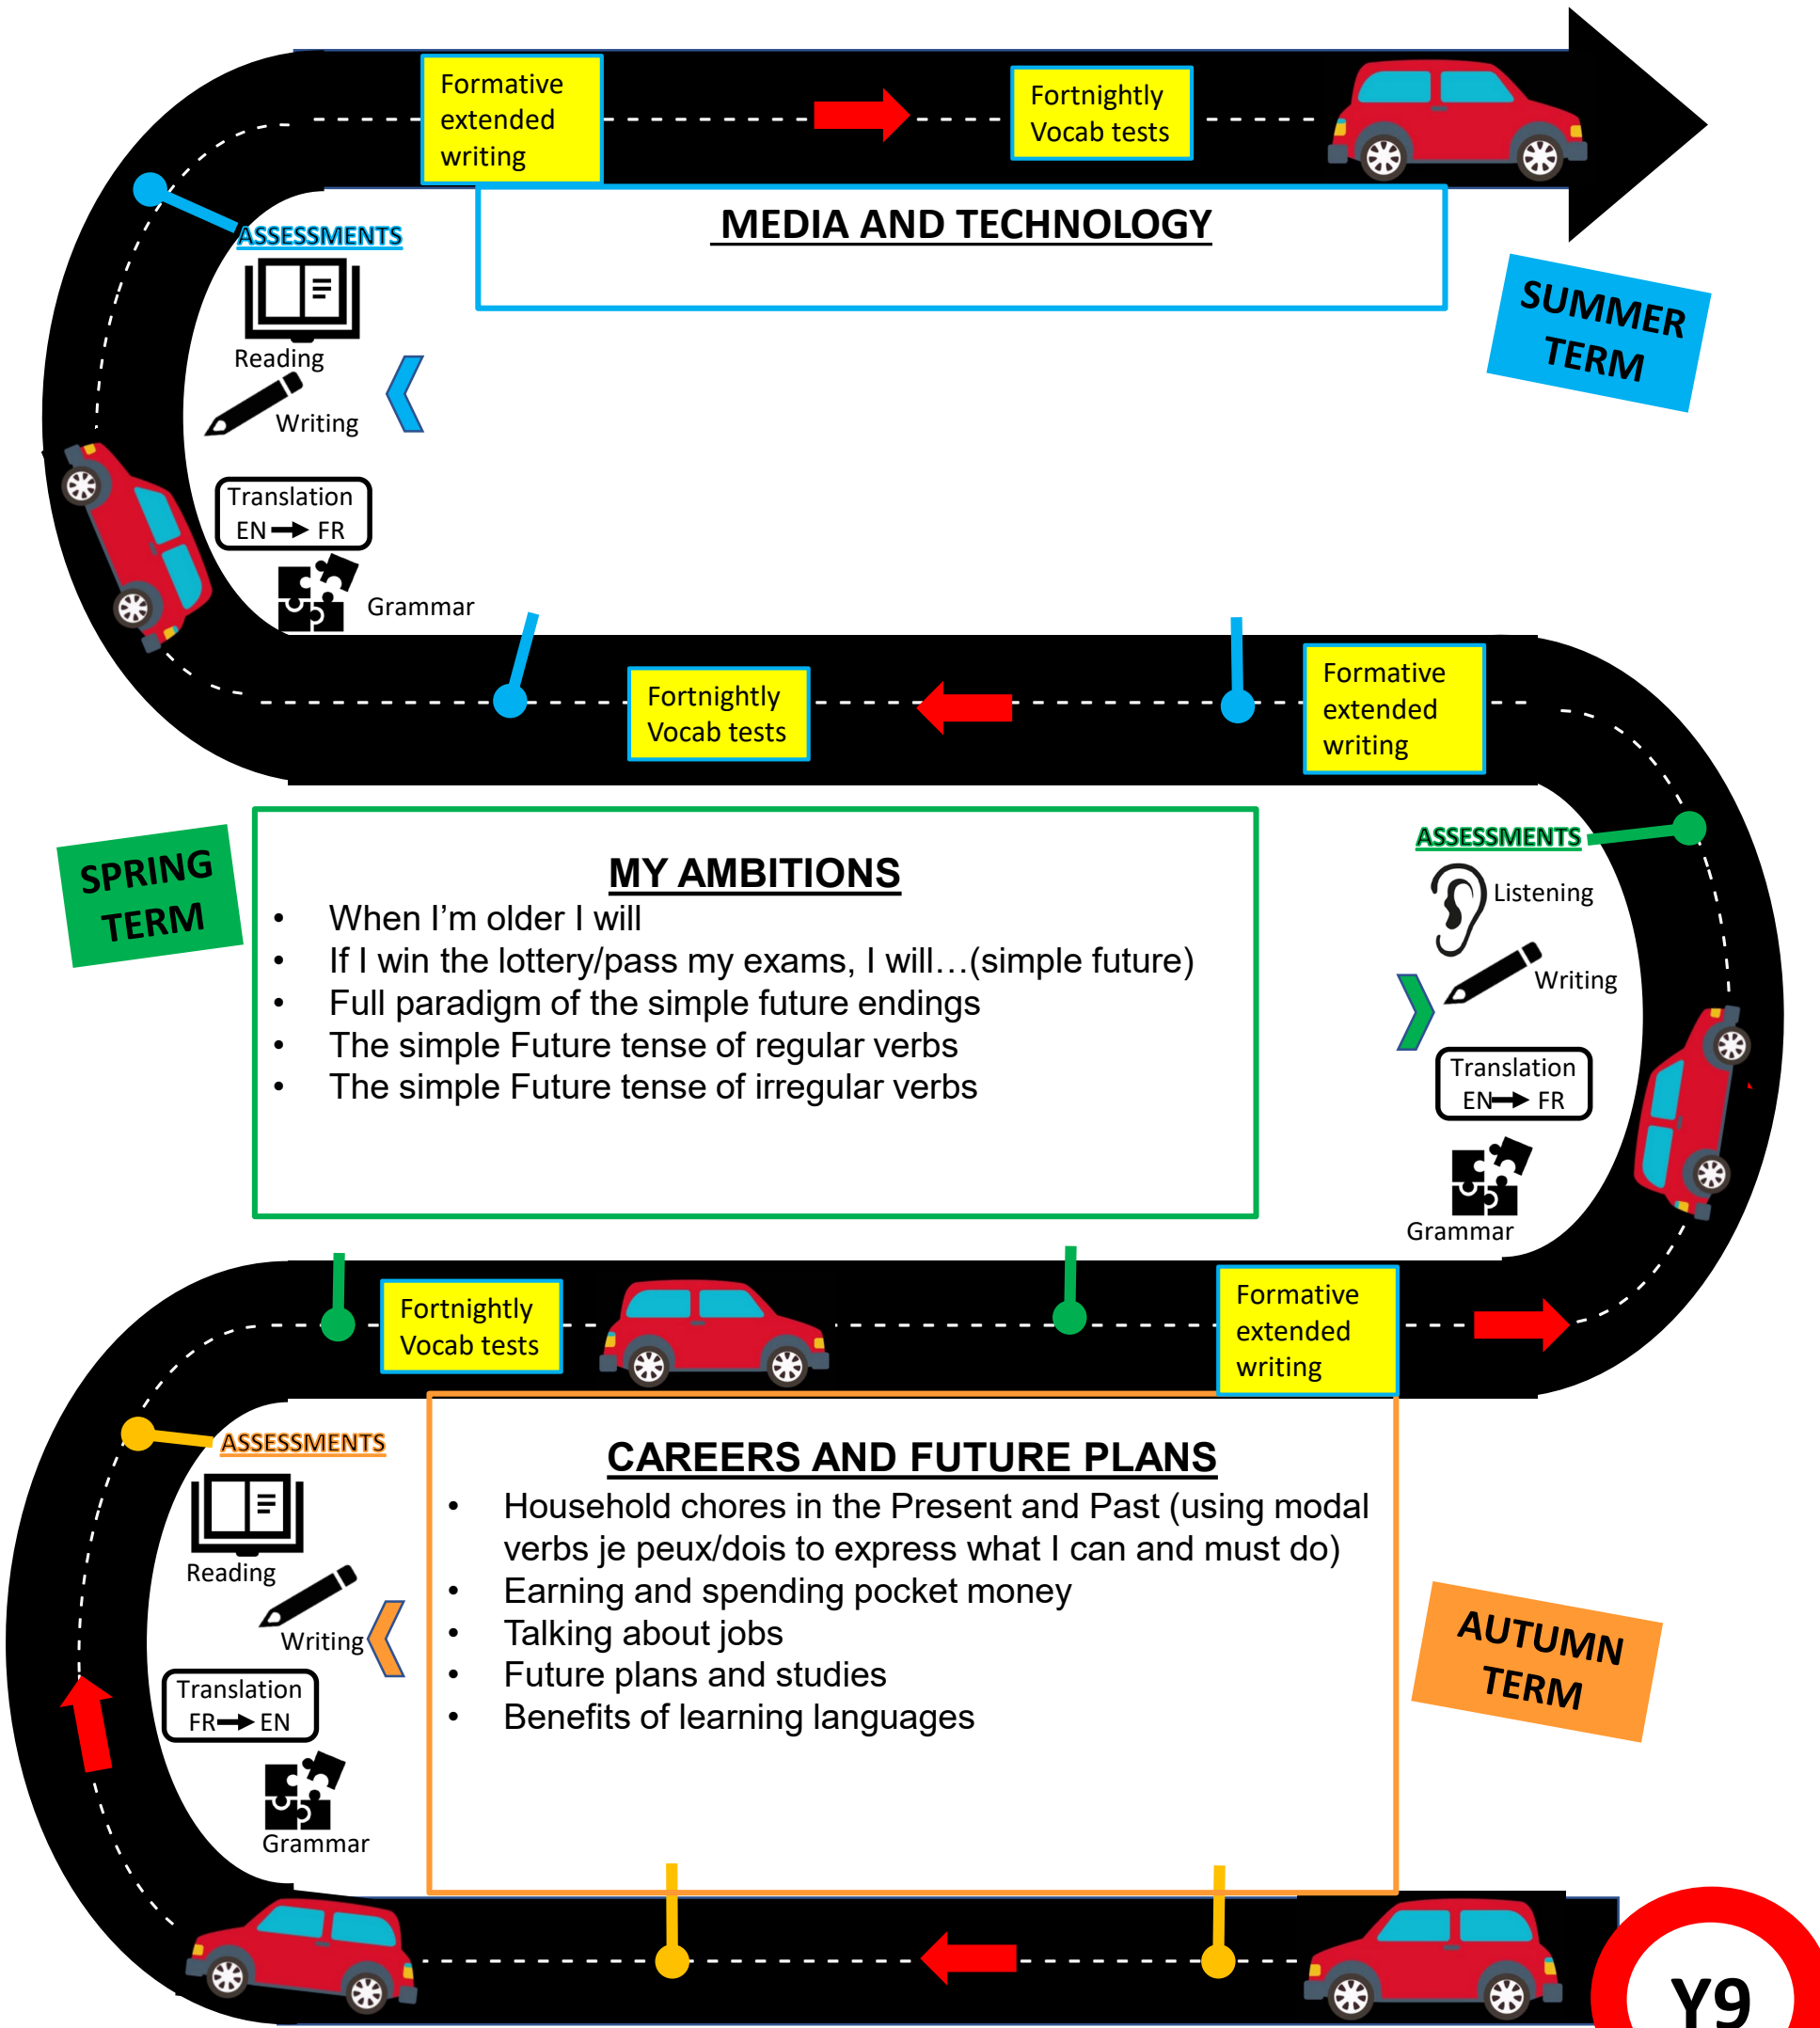 Formative
extended
writing
Fortnightly
Vocab tests
MEDIA AND TECHNOLOGY
SUMMER
TERM
ASSESSMENTS
Reading
Writing
Translation
EN → FR
Grammar
Fortnightly
Vocab tests
Formative
extended
writing
SPRING
TERM
MY AMBITIONS
• When I’m older I will
• If I win the lottery/pass my exams, I will…(simple future)
• Full paradigm of the simple future endings
• The simple Future tense of regular verbs
• The simple Future tense of irregular verbs
ASSESSMENTS
Listening
Writing
Translation
EN → FR
Grammar
Fortnightly
Vocab tests
Formative
extended
writing
ASSESSMENTS
Reading
Writing
Translation
FR → EN
Grammar
CAREERS AND FUTURE PLANS
• Household chores in the Present and Past (using modal
verbs je peux/dois to express what I can and must do)
• Earning and spending pocket money
• Talking about jobs
• Future plans and studies
• Benefits of learning languages
AUTUMN
TERM
Y9